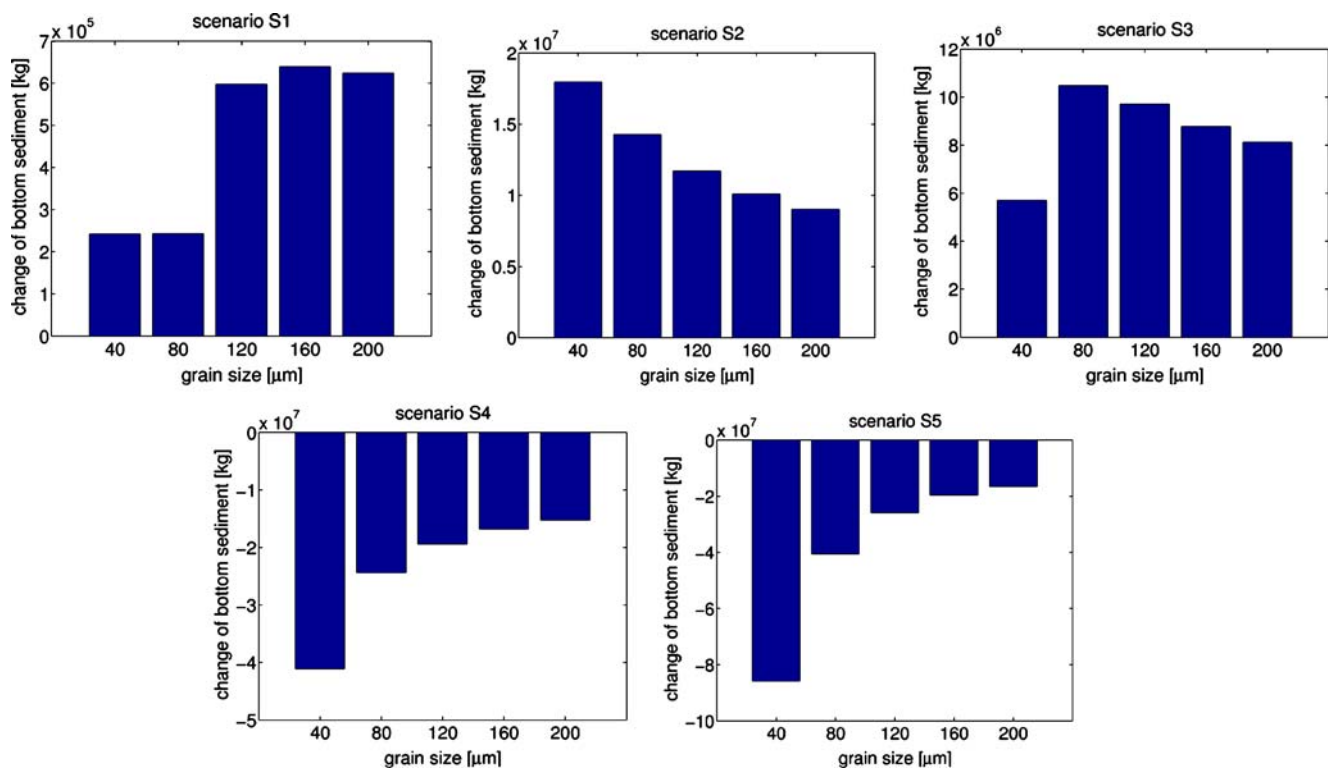 scenario S1
x 10^5
7
6
5
4
3
2
1
0
change of bottom sediment [kg]
40 80 120 160 200
grain size [μm]
scenario S2
x 10^7
2
1.5
1
0.5
0
change of bottom sediment [kg]
40 80 120 160 200
grain size [μm]
scenario S3
x 10^6
12
10
8
6
4
2
0
change of bottom sediment [kg]
40 80 120 160 200
grain size [μm]
scenario S4
x 10^7
0
−1
−2
−3
−4
−5
change of bottom sediment [kg]
40 80 120 160 200
grain size [μm]
scenario S5
x 10^7
0
−2
−4
−6
−8
−10
change of bottom sediment [kg]
40 80 120 160 200
grain size [μm]